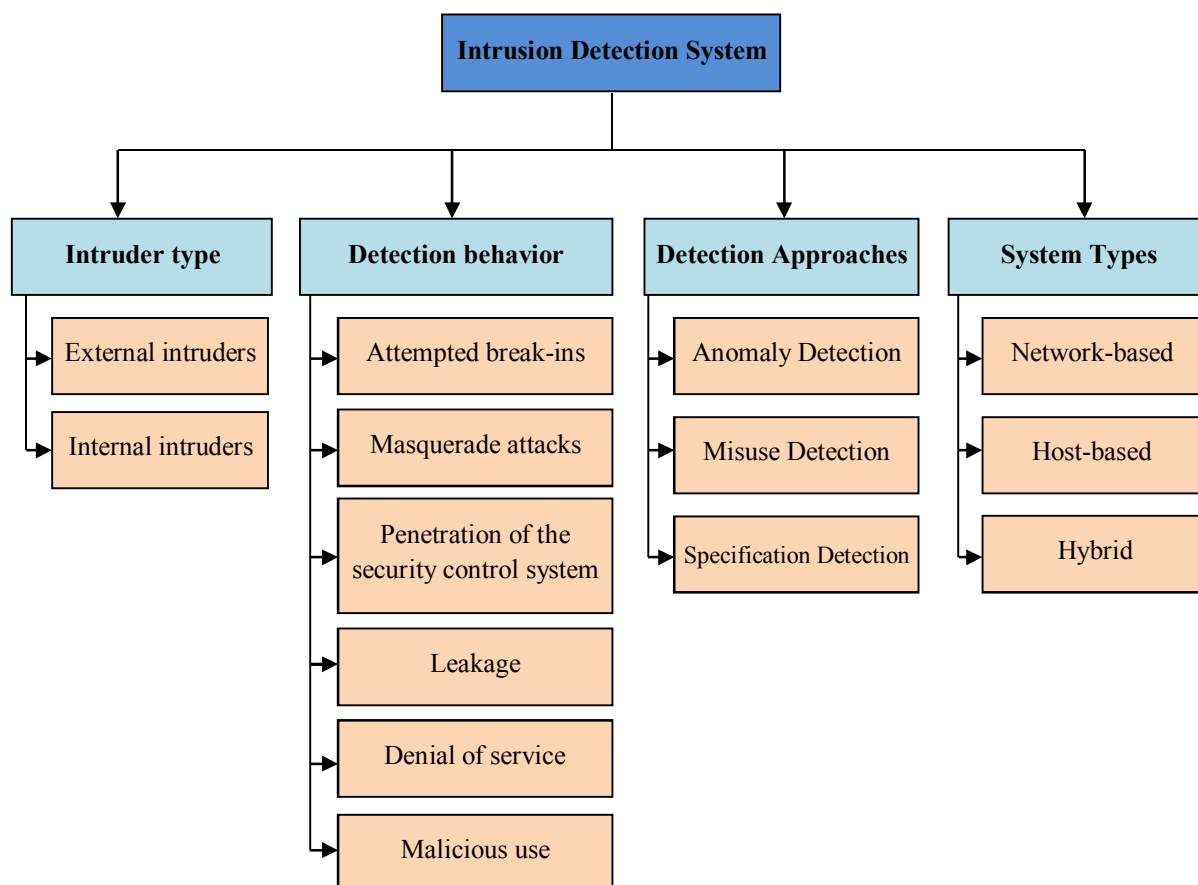 Intrusion Detection System
Intruder type
External intruders
Internal intruders
Detection behavior
Attempted break-ins
Masquerade attacks
Penetration of the
security control system
Leakage
Denial of service
Malicious use
Detection Approaches
Anomaly Detection
Misuse Detection
Specification Detection
System Types
Network-based
Host-based
Hybrid